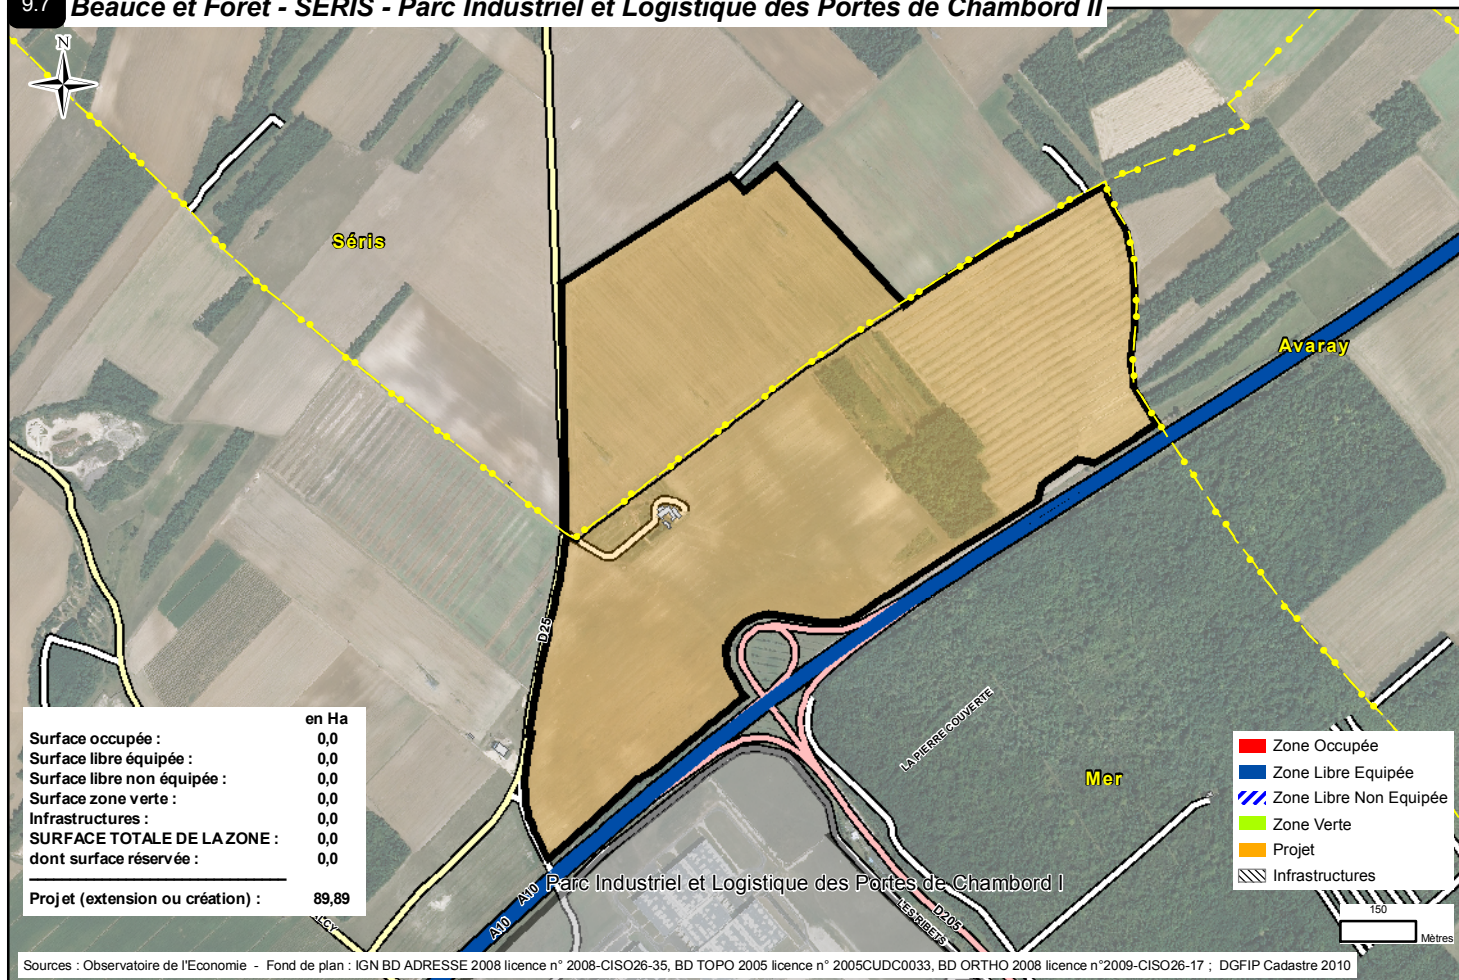 9.7 Beauce et Forêt - SERIS - Parc Industriel et Logistique des Portes de Chambord II
N
Séris
Avaray
D25
LA PIERRE COUVERTE
Mer
en Ha
Surface occupée : 0,0
Surface libre équipée : 0,0
Surface libre non équipée : 0,0
Surface zone verte : 0,0
Infrastructures : 0,0
SURFACE TOTALE DE LA ZONE : 0,0
dont surface réservée : 0,0
Projet (extension ou création) : 89,89
Zone Occupée
Zone Libre Equipée
Zone Libre Non Equipée
Zone Verte
Projet
Infrastructures
Parc Industriel et Logistique des Portes de Chambord I
A10
A10
LES RIBETS
D205
150
Mètres
Sources : Observatoire de l'Economie - Fond de plan : IGN BD ADRESSE 2008 licence n° 2008-CISO26-35, BD TOPO 2005 licence n° 2005CUDC0033, BD ORTHO 2008 licence n°2009-CISO26-17 ; DGFIP Cadastre 2010